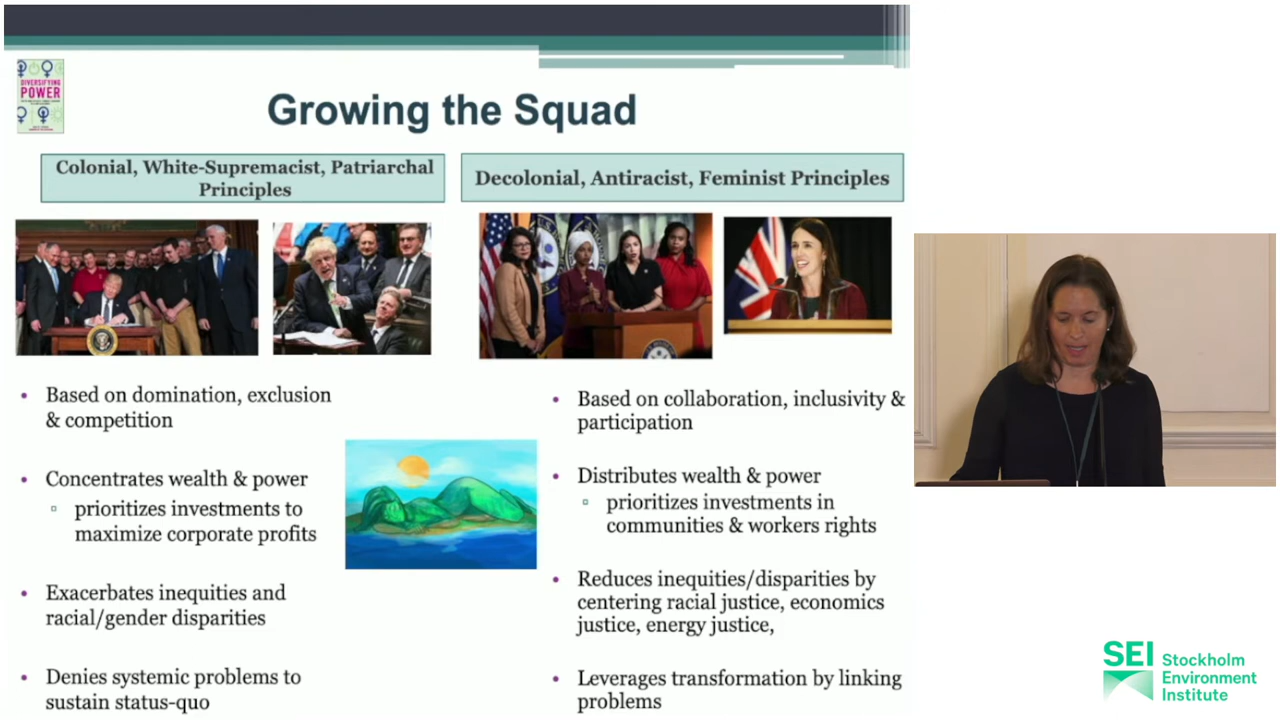 DIVERSIFYING
POWER
Growing the Squad
Colonial, White-Supremacist, Patriarchal
Principles
Decolonial, Antiracist, Feminist Principles
• Based on domination, exclusion
& competition
• Concentrates wealth & power
▫ prioritizes investments to
maximize corporate profits
• Exacerbates inequities and
racial/gender disparities
• Denies systemic problems to
sustain status-quo
• Based on collaboration, inclusivity &
participation
• Distributes wealth & power
▫ prioritizes investments in
communities & workers rights
• Reduces inequities/disparities by
centering racial justice, economics
justice, energy justice,
• Leverages transformation by linking
problems
SEI Stockholm
Environment
Institute